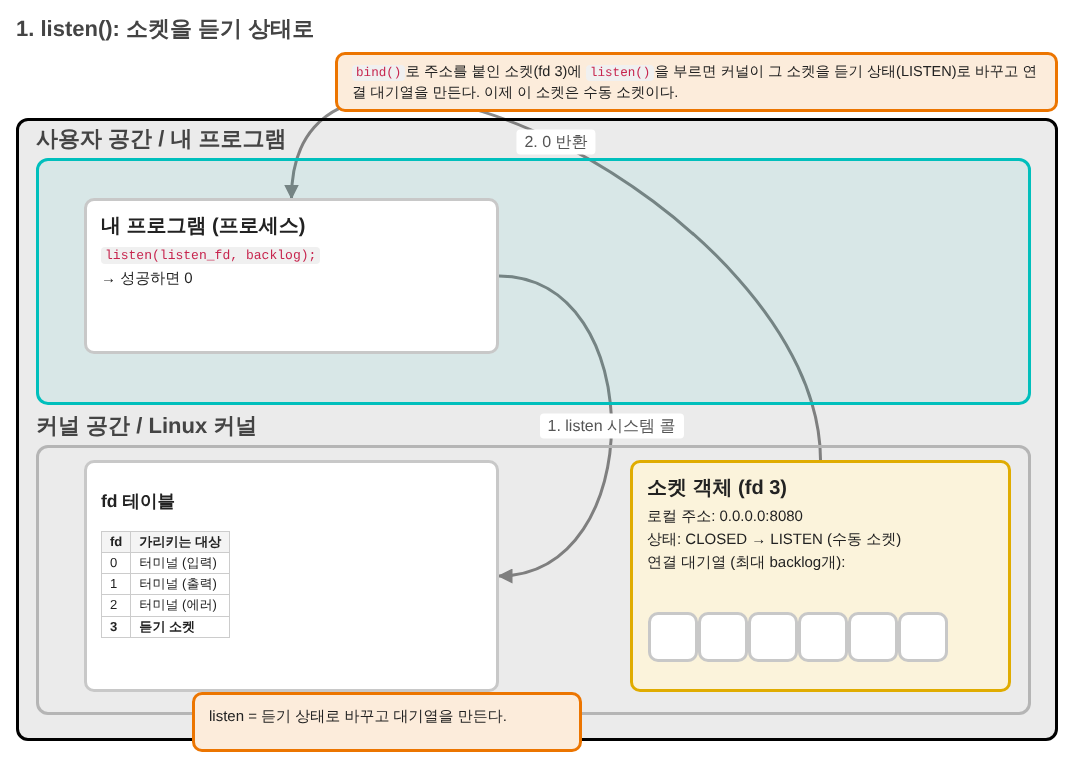 1. listen(): 소켓을 듣기 상태로
bind() 로 주소를 붙인 소켓(fd 3)에 listen() 을 부르면 커널이 그 소켓을 듣기 상태(LISTEN)로 바꾸고 연
결 대기열을 만든다. 이제 이 소켓은 수동 소켓이다.
사용자 공간 / 내 프로그램
2. 0 반환
내 프로그램 (프로세스)
listen(listen_fd, backlog);
→ 성공하면 0
커널 공간 / Linux 커널
1. listen 시스템 콜
fd 테이블
fd 가리키는 대상
0 터미널 (입력)
1 터미널 (출력)
2 터미널 (에러)
3 듣기 소켓
소켓 객체 (fd 3)
로컬 주소: 0.0.0.0:8080
상태: CLOSED → LISTEN (수동 소켓)
연결 대기열 (최대 backlog개):
listen = 듣기 상태로 바꾸고 대기열을 만든다.